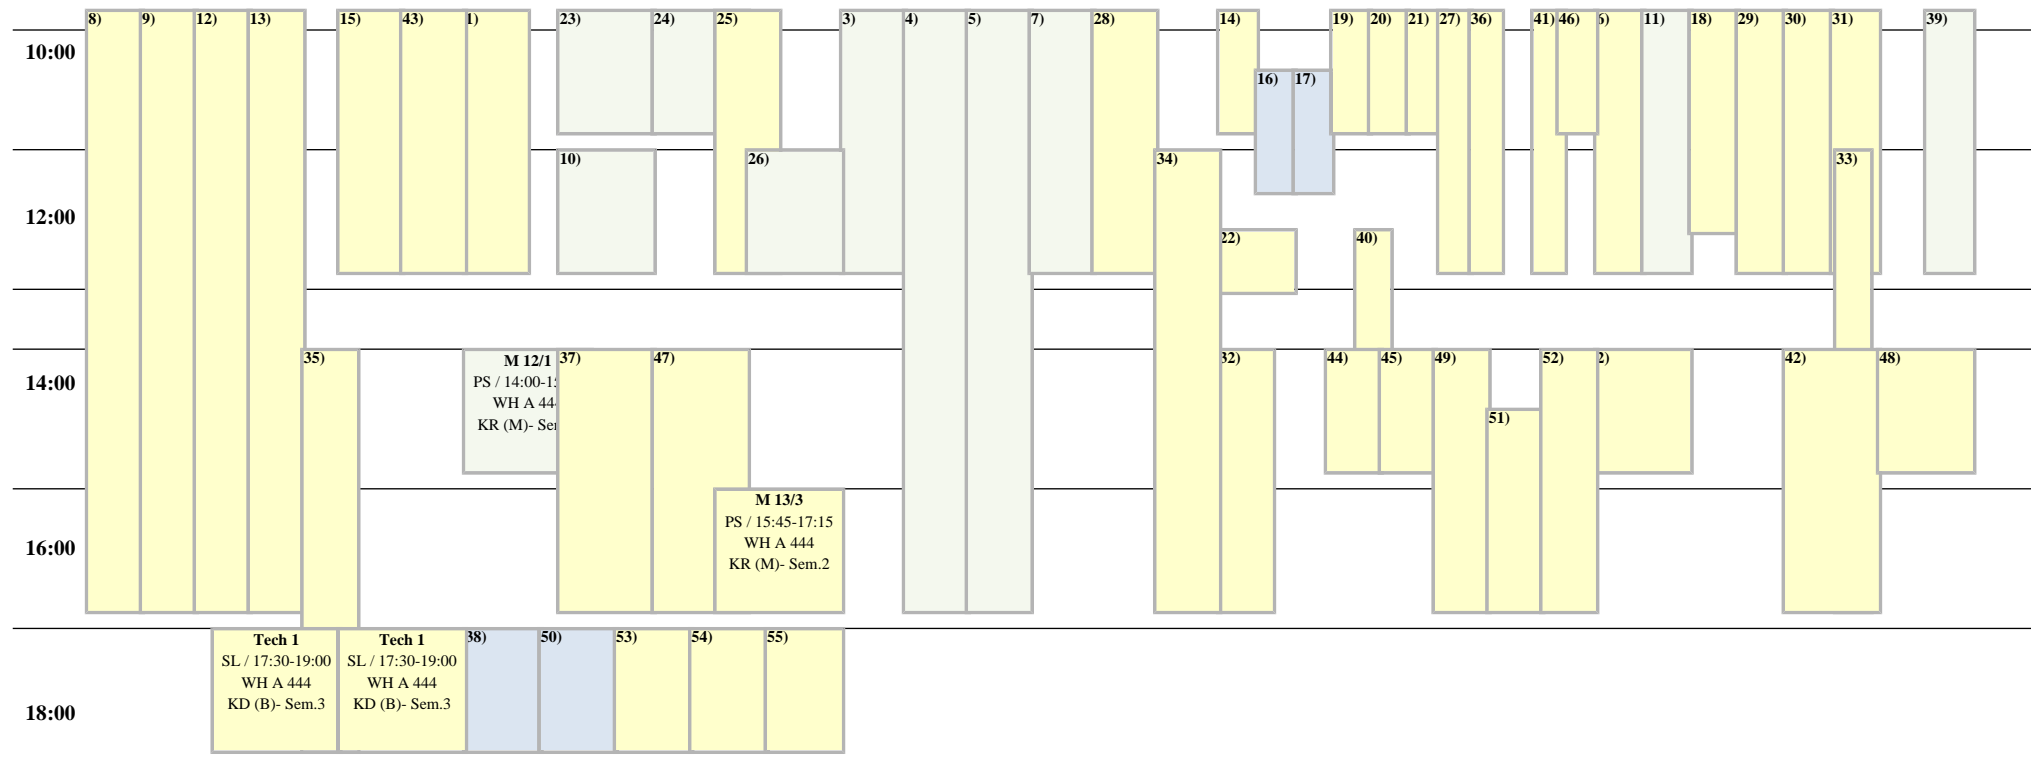 8) 9) 12) 13) 15) 43) 1) 23) 24) 25) 3) 4) 5) 7) 28) 14) 19) 20) 21) 27) 36) 41) 46) 6) 11) 18) 29) 30) 31) 39)
10:00
16) 17)
10) 26) 34) 33)
12:00
22) 40)
35) M 12/1 37) 47) 32) 44) 45) 49) 52) 2) 42) 48)
14:00 PS / 14:00-15
WH A 44
51)
KR (M)- Se
M 13/3
PS / 15:45-17:15
WH A 444
16:00
KR (M)- Sem.2
Tech 1 Tech 1 38) 50) 53) 54) 55)
SL / 17:30-19:00 SL / 17:30-19:00
WH A 444 WH A 444
KD (B)- Sem.3 KD (B)- Sem.3
18:00